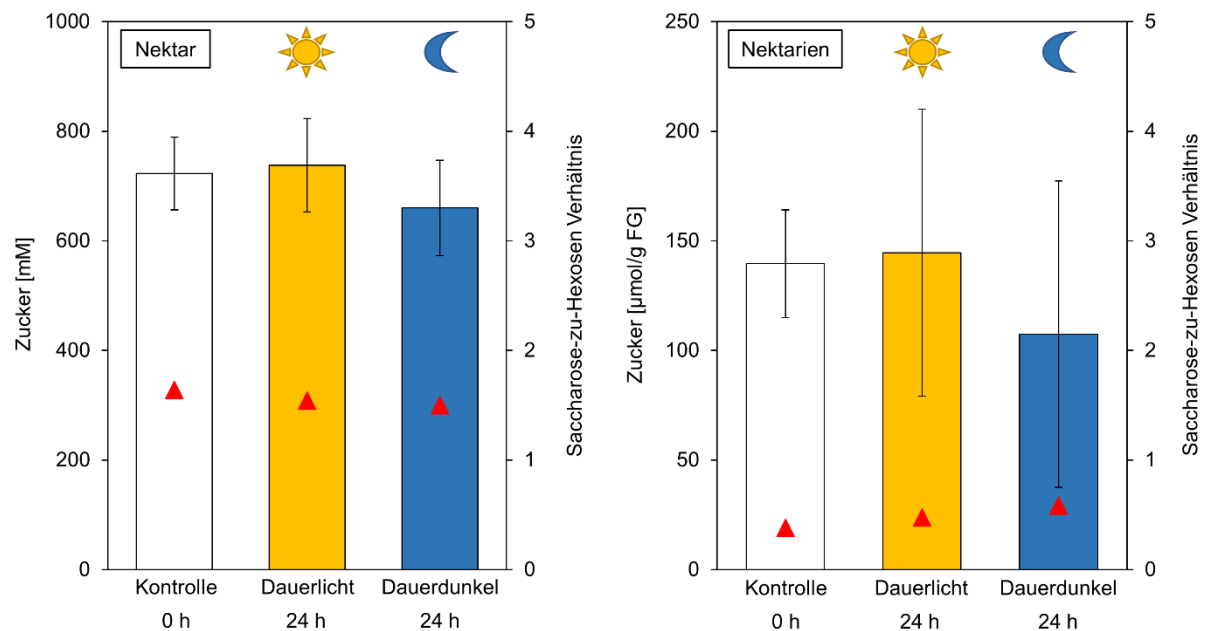 Nektar
Zucker [mM]
1000
800
600
400
200
0
5
4
3
2
1
0
Saccharose-zu-Hexosen Verhältnis
Kontrolle
0 h
Dauerlicht
24 h
Dauerdunkel
24 h
Nektarien
Zucker [µmol/g FG]
250
200
150
100
50
0
5
4
3
2
1
0
Saccharose-zu-Hexosen Verhältnis
Kontrolle
0 h
Dauerlicht
24 h
Dauerdunkel
24 h